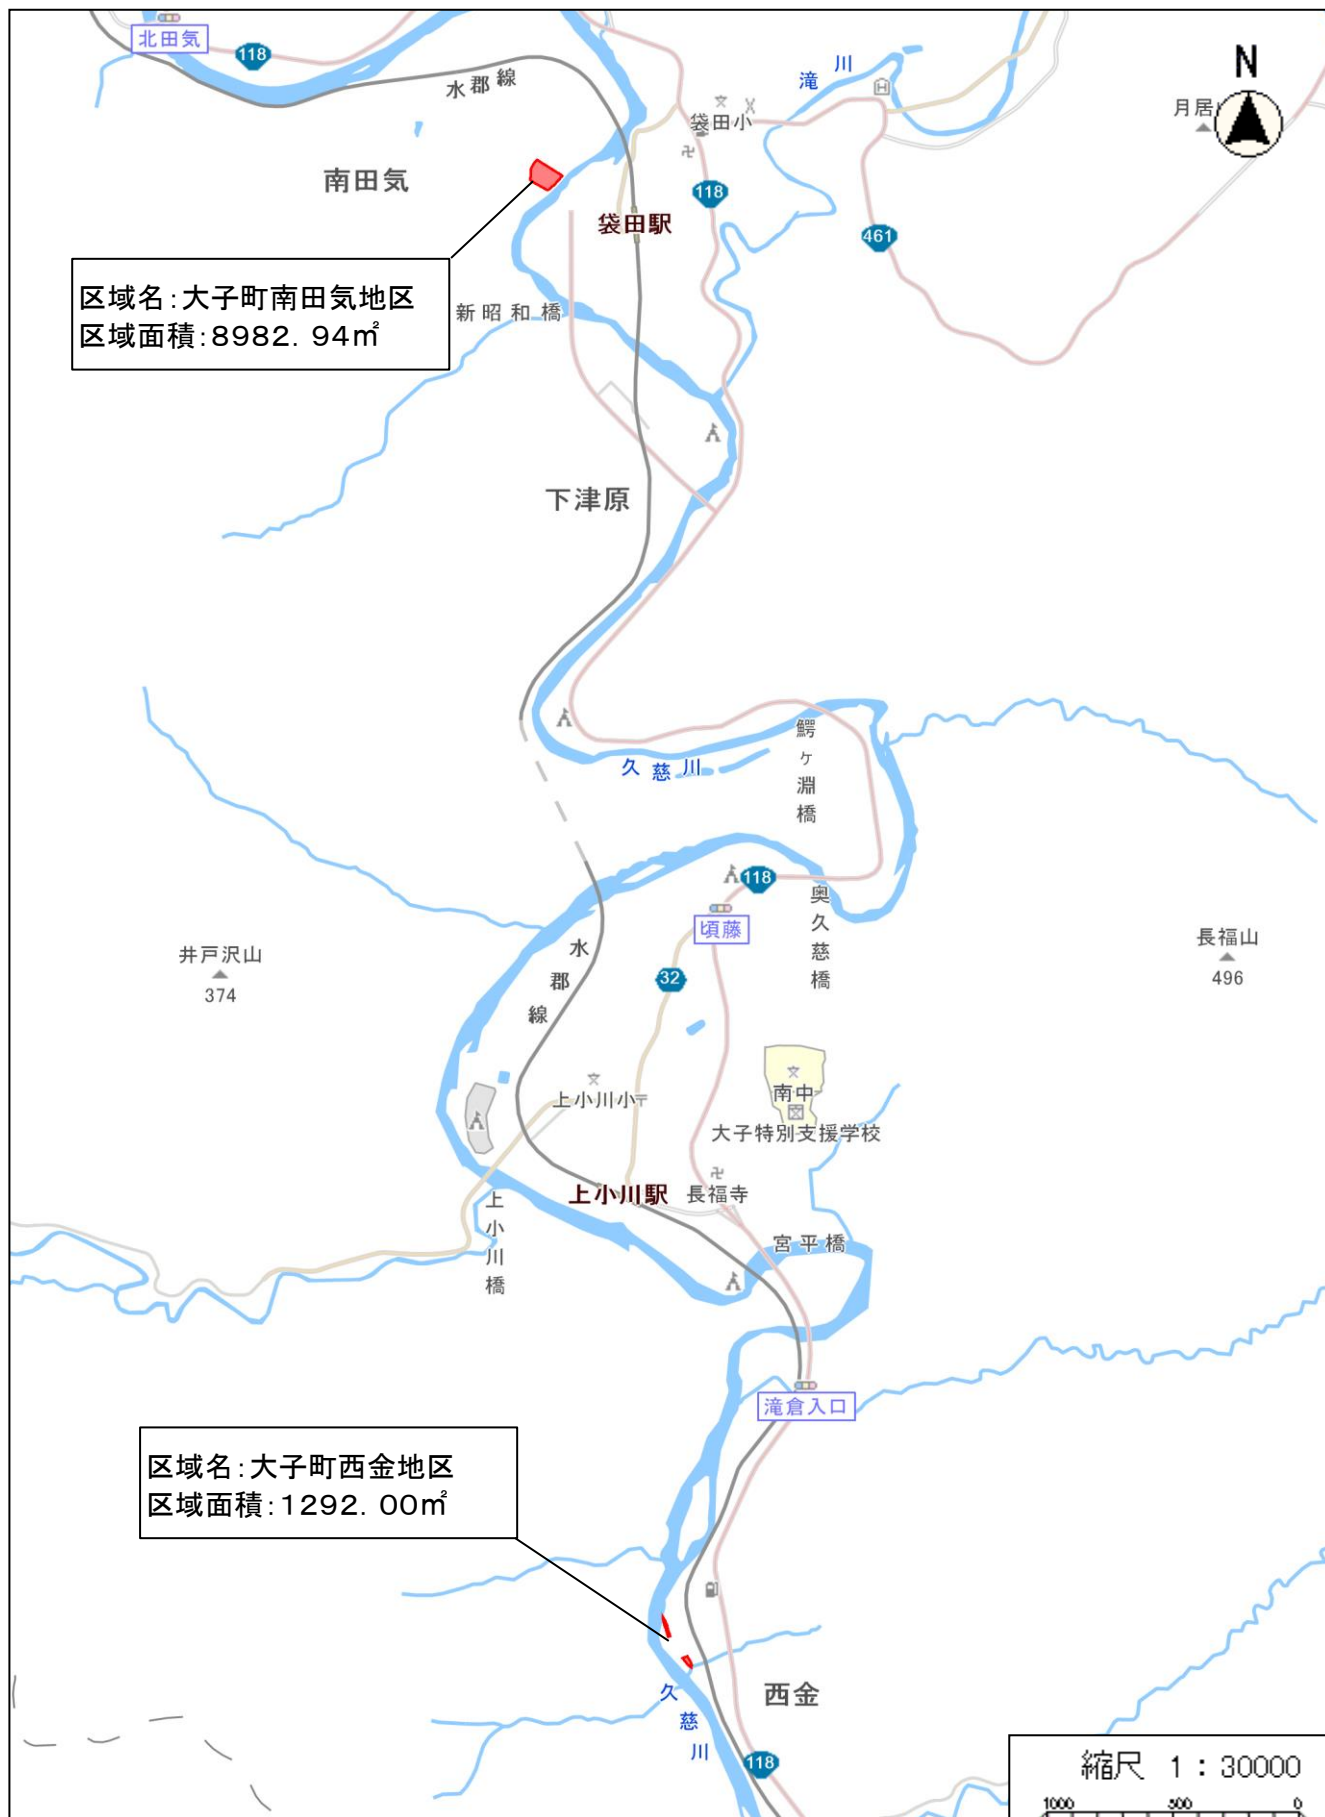 北田気
118
水郡線
滝川
N
月居
袋田小
南田気
118
袋田駅
461
区域名:大子町南田気地区
区域面積:8982．94㎡
新昭和橋
下津原
鰐ヶ淵橋
久慈川
118
奥久慈橋
頃藤
井戸沢山
374
水郡線
32
長福山
496
南中
上小川小
大子特別支援学校
上小川駅
長福寺
上小川橋
宮平橋
滝倉入口
区域名:大子町西金地区
区域面積:1292．00㎡
西金
久慈川
118
縮尺 1：30000
1000 500 0